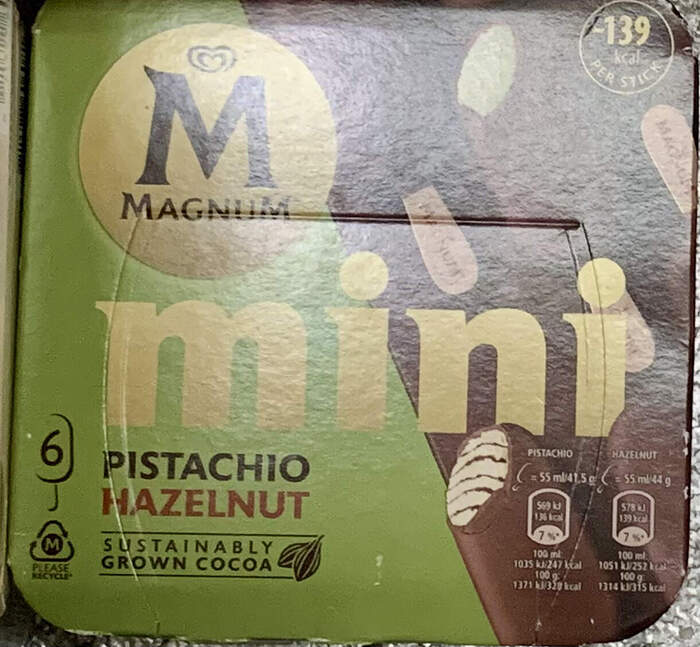 ~139
kcal
PER STICK
M
MAGNUM
MAGNUM
mini
6
PISTACHIO
HAZELNUT
SUSTAINABLY
GROWN COCOA
M
PLEASE
RECYCLE
PISTACHIO
= 55 ml/41.5 g
569 kJ
136 kcal
7 %*
100 ml:
1035 kJ/247 kcal
100 g:
1371 kJ/328 kcal
HAZELNUT
= 55 ml/44 g
578 kJ
139 kcal
7 %*
100 ml:
1051 kJ/252 kcal
100 g:
1314 kJ/315 kcal